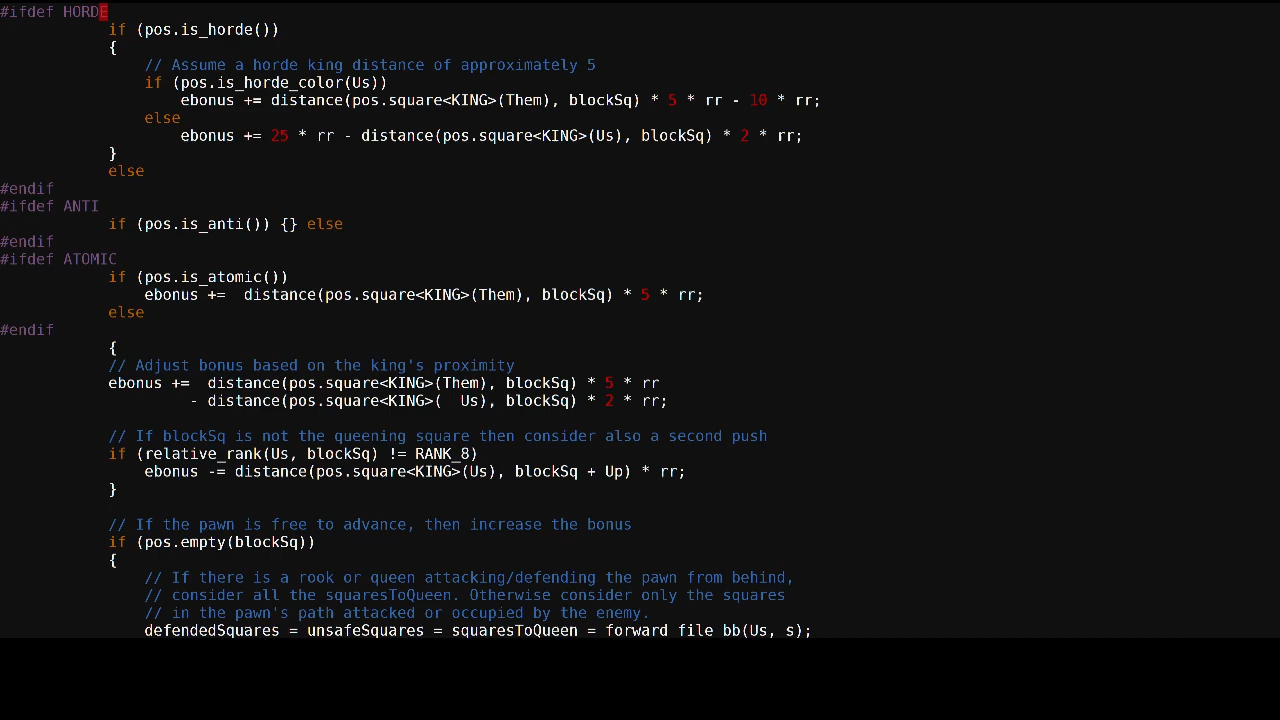 #ifdef HORDE
            if (pos.is_horde())
            {
                // Assume a horde king distance of approximately 5
                if (pos.is_horde_color(Us))
                    ebonus += distance(pos.square<KING>(Them), blockSq) * 5 * rr - 10 * rr;
                else
                    ebonus += 25 * rr - distance(pos.square<KING>(Us), blockSq) * 2 * rr;
            }
            else
#endif
#ifdef ANTI
            if (pos.is_anti()) {} else
#endif
#ifdef ATOMIC
            if (pos.is_atomic())
                ebonus +=  distance(pos.square<KING>(Them), blockSq) * 5 * rr;
            else
#endif
            {
            // Adjust bonus based on the king's proximity
            ebonus +=  distance(pos.square<KING>(Them), blockSq) * 5 * rr
                     - distance(pos.square<KING>(  Us), blockSq) * 2 * rr;

            // If blockSq is not the queening square then consider also a second push
            if (relative_rank(Us, blockSq) != RANK_8)
                ebonus -= distance(pos.square<KING>(Us), blockSq + Up) * rr;
            }

            // If the pawn is free to advance, then increase the bonus
            if (pos.empty(blockSq))
            {
                // If there is a rook or queen attacking/defending the pawn from behind,
                // consider all the squaresToQueen. Otherwise consider only the squares
                // in the pawn's path attacked or occupied by the enemy.
                defendedSquares = unsafeSquares = squaresToQueen = forward_file_bb(Us, s);